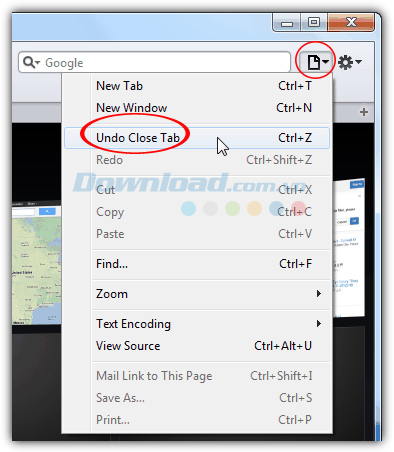 Google
New Tab Ctrl+T
New Window Ctrl+N
Undo Close Tab Ctrl+Z
Redo Ctrl+Shift+Z
Download.com.vn
Cut Ctrl+X
Copy Ctrl+C
Paste Ctrl+V
Find... Ctrl+F
Zoom
Text Encoding
View Source Ctrl+Alt+U
Mail Link to This Page Ctrl+Shift+I
Save As... Ctrl+S
Print... Ctrl+P